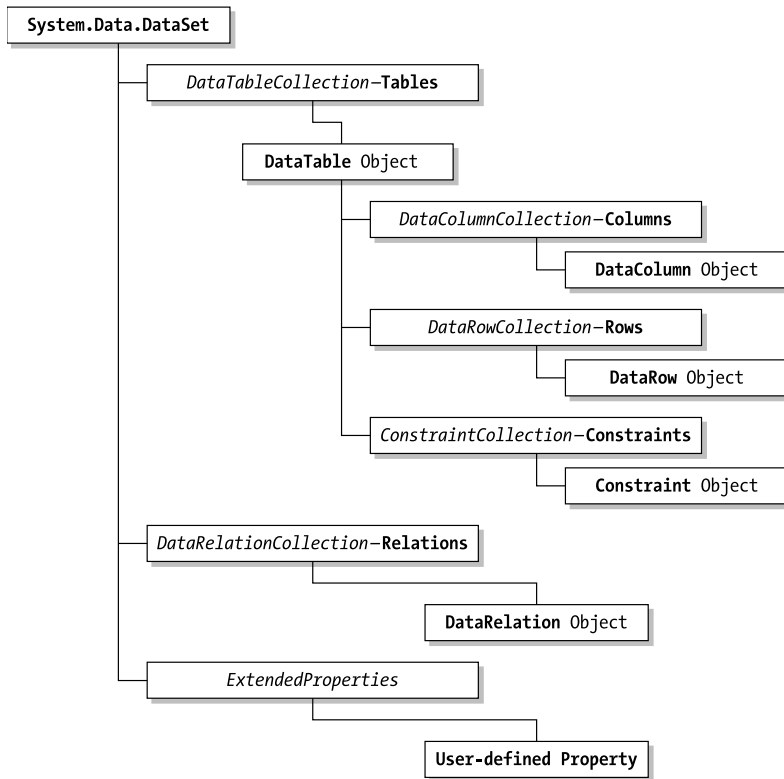 System.Data.DataSet
DataTableCollection–Tables
DataTable Object
DataColumnCollection–Columns
DataColumn Object
DataRowCollection–Rows
DataRow Object
ConstraintCollection–Constraints
Constraint Object
DataRelationCollection–Relations
DataRelation Object
ExtendedProperties
User-defined Property